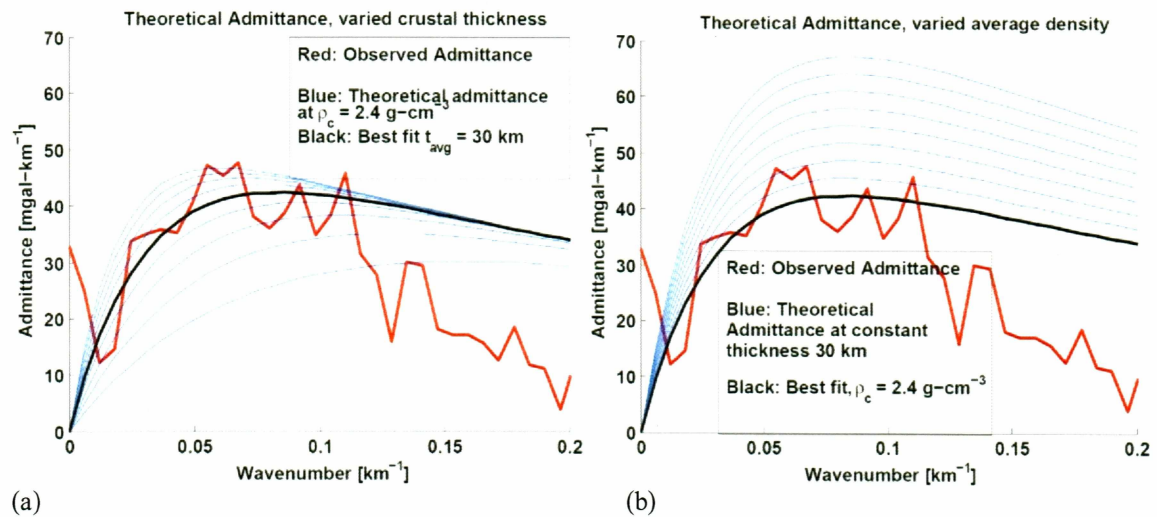 Theoretical Admittance, varied crustal thickness
70
60
50
40
30
20
10
0
Admittance [mgal-km⁻¹]
Red: Observed Admittance
Blue: Theoretical admittance
at ρc = 2.4 g-cm⁻³
Black: Best fit tavg = 30 km
0 0.05 0.1 0.15 0.2
Wavenumber [km⁻¹]
(a)
Theoretical Admittance, varied average density
70
60
50
40
30
20
10
0
Admittance [mgal-km⁻¹]
Red: Observed Admittance
Blue: Theoretical
Admittance at constant
thickness 30 km
Black: Best fit, ρc = 2.4 g-cm⁻³
0 0.05 0.1 0.15 0.2
Wavenumber [km⁻¹]
(b)